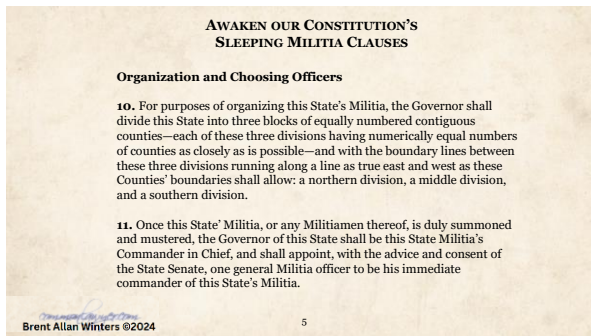 AWAKEN OUR CONSTITUTION'S
SLEEPING MILITIA CLAUSES
Organization and Choosing Officers
10. For purposes of organizing this State's Militia, the Governor shall
divide this State into three blocks of equally numbered contiguous
counties—each of these three divisions having numerically equal numbers
of counties as closely as is possible—and with the boundary lines between
these three divisions running along a line as true east and west as these
Counties' boundaries shall allow: a northern division, a middle division,
and a southern division.
11. Once this State' Militia, or any Militiamen thereof, is duly summoned
and mustered, the Governor of this State shall be this State Militia's
Commander in Chief, and shall appoint, with the advice and consent of
the State Senate, one general Militia officer to be his immediate
commander of this State's Militia.
Brent Allan Winters ©2024
5